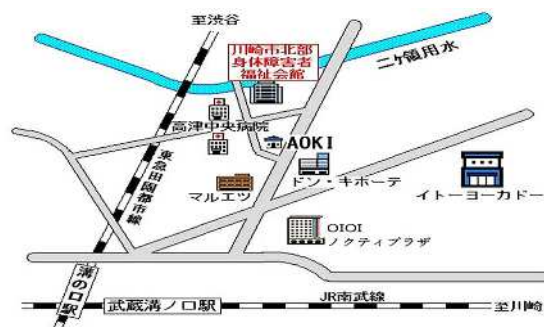 至渋谷
川崎市北部
身体障害者
福祉会館
二ケ領用水
高津中央病院
AOKI
東急田園都市線
マルエツ
ドン・キホーテ
イトーヨーカドー
OIOI
ノクティプラザ
溝の口駅
武蔵溝ノ口駅
JR南武線
至川崎